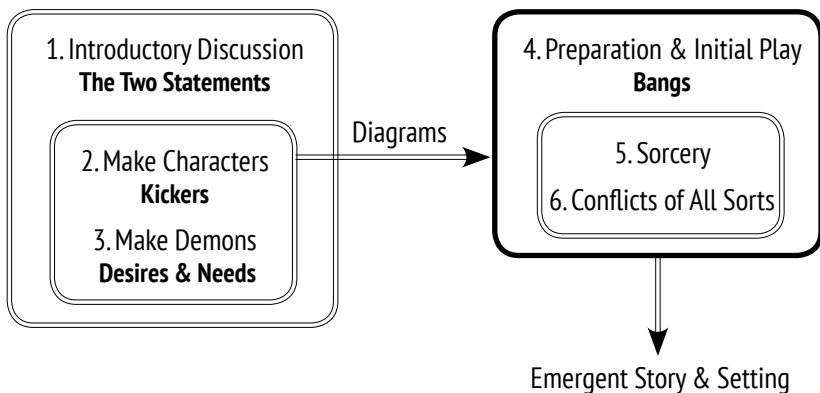 1. Introductory Discussion
The Two Statements
2. Make Characters
Kickers
3. Make Demons
Desires & Needs
Diagrams
4. Preparation & Initial Play
Bangs
5. Sorcery
6. Conflicts of All Sorts
Emergent Story & Setting